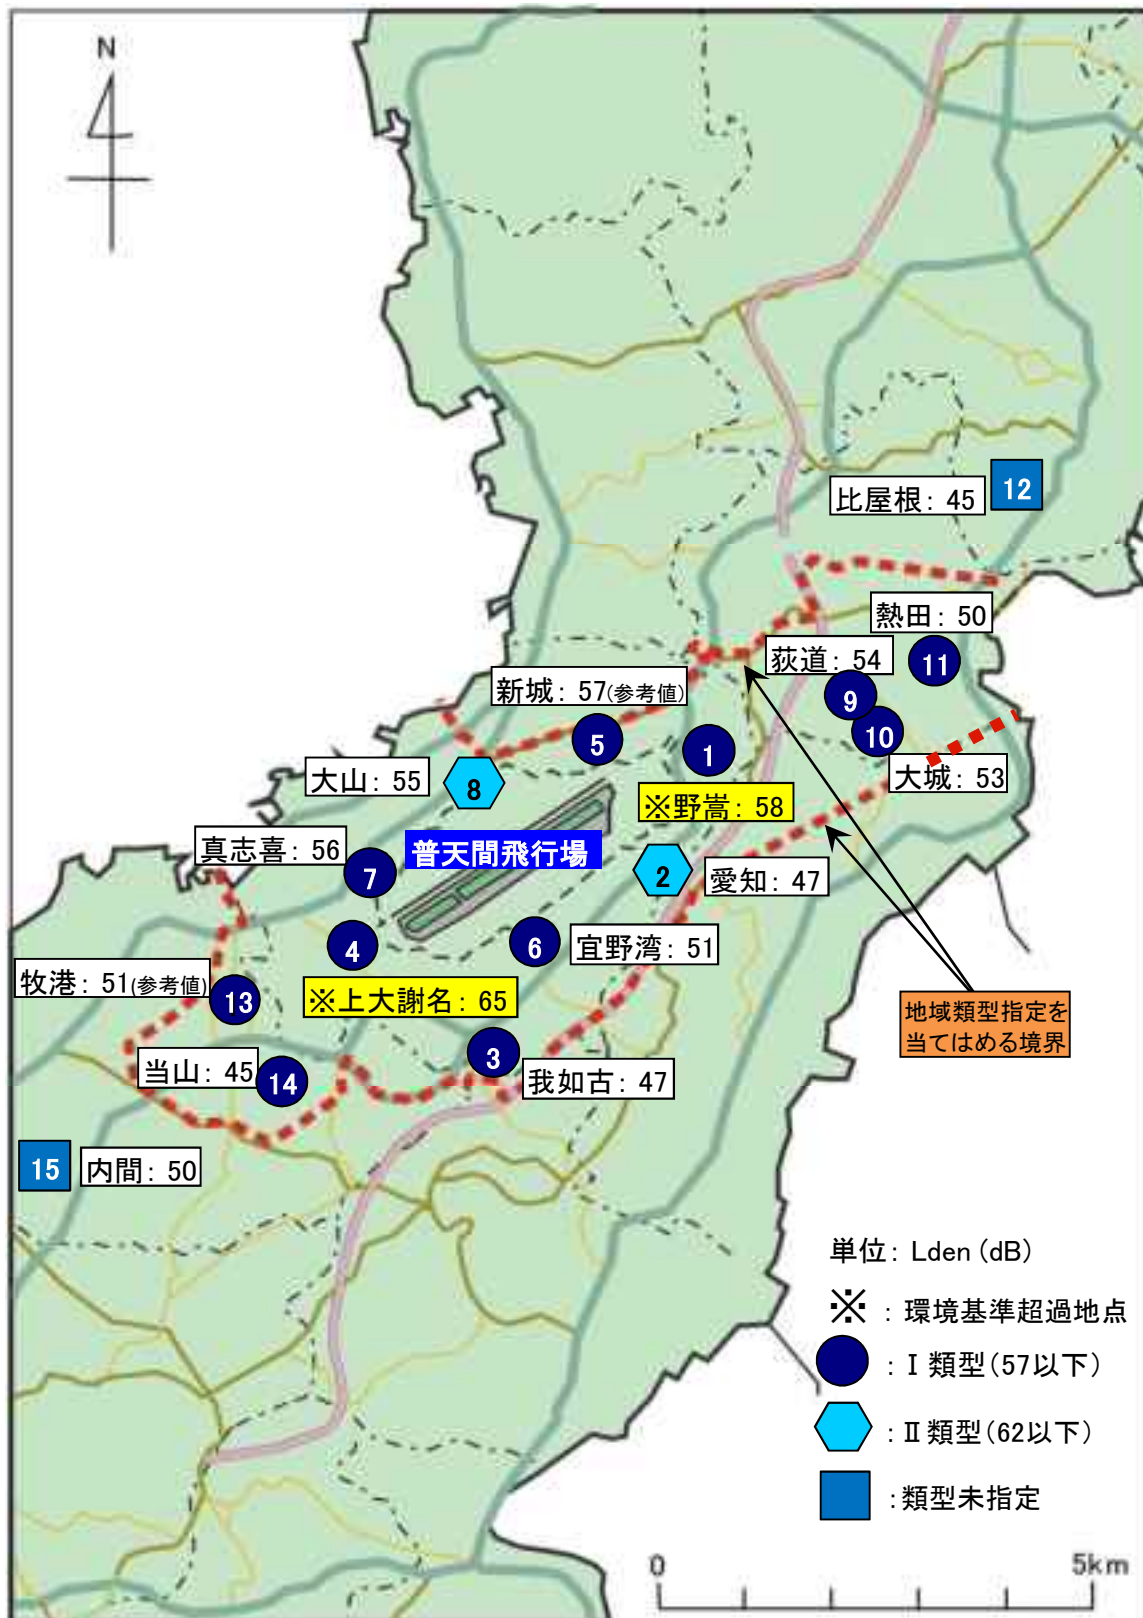 N
比屋根: 45
12
熱田: 50
荻道: 54
11
新城: 57(参考値)
9
5
1
10
大山: 55
8
大城: 53
※野嵩: 58
真志喜: 56
普天間飛行場
7
2
愛知: 47
4
6
宜野湾: 51
牧港: 51(参考値)
13
※上大謝名: 65
地域類型指定を
当てはめる境界
3
当山: 45
14
我如古: 47
15
内間: 50
単位: Lden (dB)
※ : 環境基準超過地点
: Ⅰ 類型(57以下)
: Ⅱ 類型(62以下)
: 類型未指定
0
5km